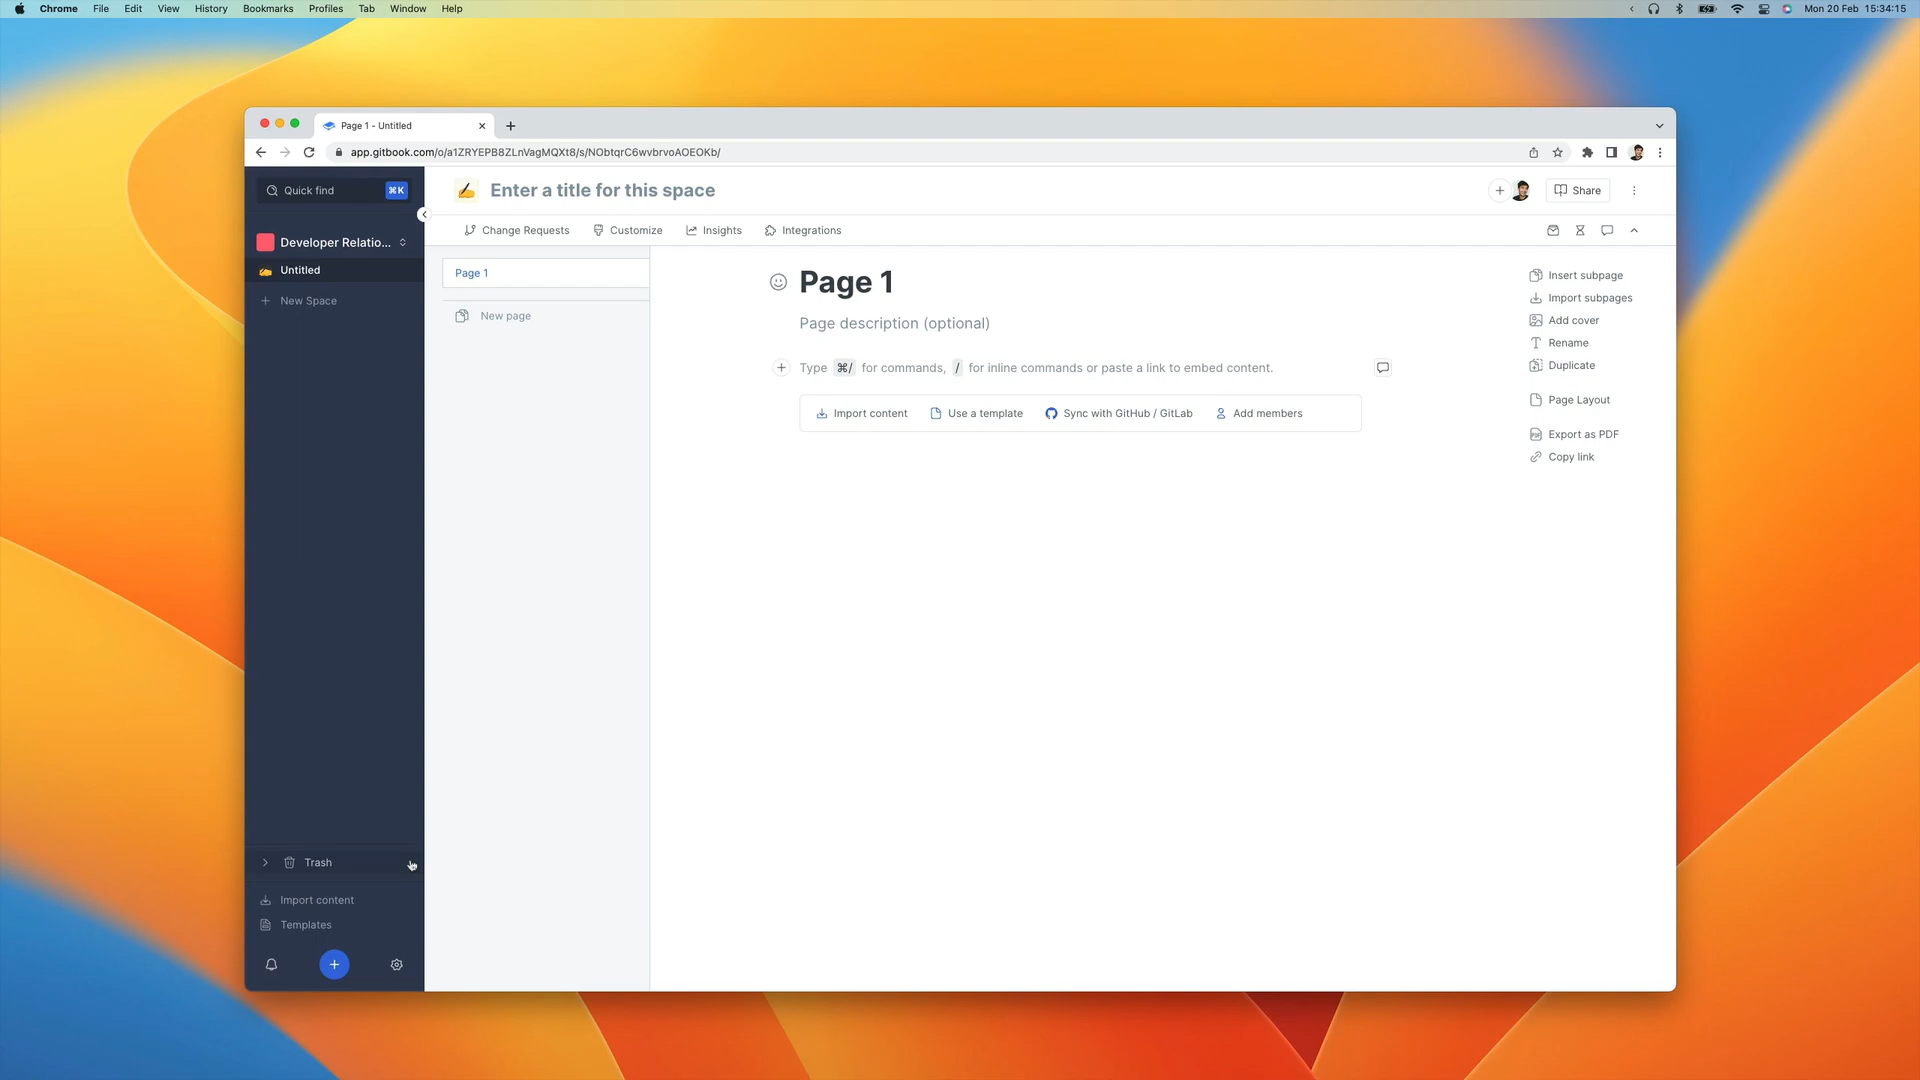 Chrome File Edit View History Bookmarks Profiles Tab Window Help Mon 20 Feb 15:34:15
Page 1 - Untitled
app.gitbook.com/o/a1ZRYEPB8ZLnVagMQXt8/s/NObtqrC6wvbrvoAOEOKb/
Quick find ⌘K
Enter a title for this space
Share
Change Requests Customize Insights Integrations
Developer Relatio...
Untitled
New Space
Page 1
New page
Page 1
Page description (optional)
Type ⌘/ for commands, / for inline commands or paste a link to embed content.
Import content Use a template Sync with GitHub / GitLab Add members
Insert subpage
Import subpages
Add cover
Rename
Duplicate
Page Layout
Export as PDF
Copy link
Trash
Import content
Templates